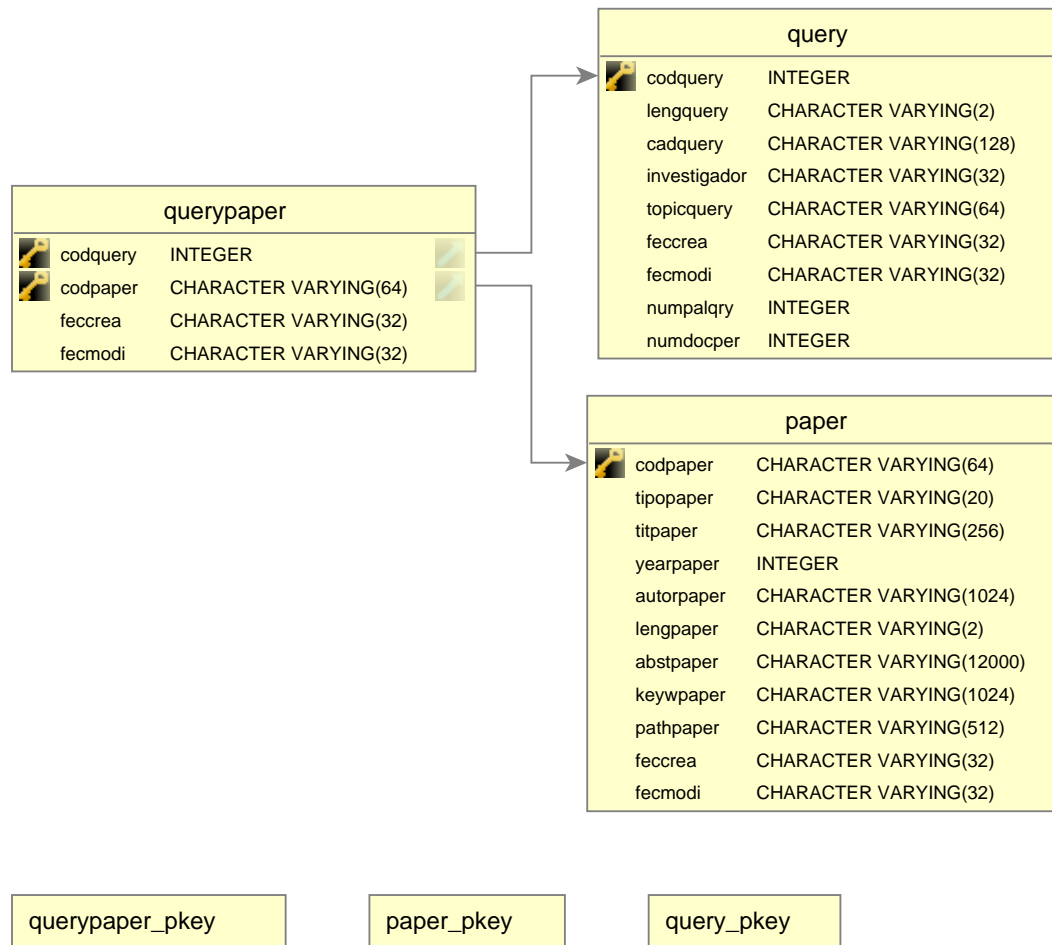 query
codquery INTEGER
lengquery CHARACTER VARYING(2)
cadquery CHARACTER VARYING(128)
investigador CHARACTER VARYING(32)
topicquery CHARACTER VARYING(64)
feccrea CHARACTER VARYING(32)
fecmodi CHARACTER VARYING(32)
numpalqry INTEGER
numdocper INTEGER
querypaper
codquery INTEGER
codpaper CHARACTER VARYING(64)
feccrea CHARACTER VARYING(32)
fecmodi CHARACTER VARYING(32)
paper
codpaper CHARACTER VARYING(64)
tipopaper CHARACTER VARYING(20)
titpaper CHARACTER VARYING(256)
yearpaper INTEGER
autorpaper CHARACTER VARYING(1024)
lengpaper CHARACTER VARYING(2)
abstpaper CHARACTER VARYING(12000)
keywpaper CHARACTER VARYING(1024)
pathpaper CHARACTER VARYING(512)
feccrea CHARACTER VARYING(32)
fecmodi CHARACTER VARYING(32)
querypaper_pkey
paper_pkey
query_pkey